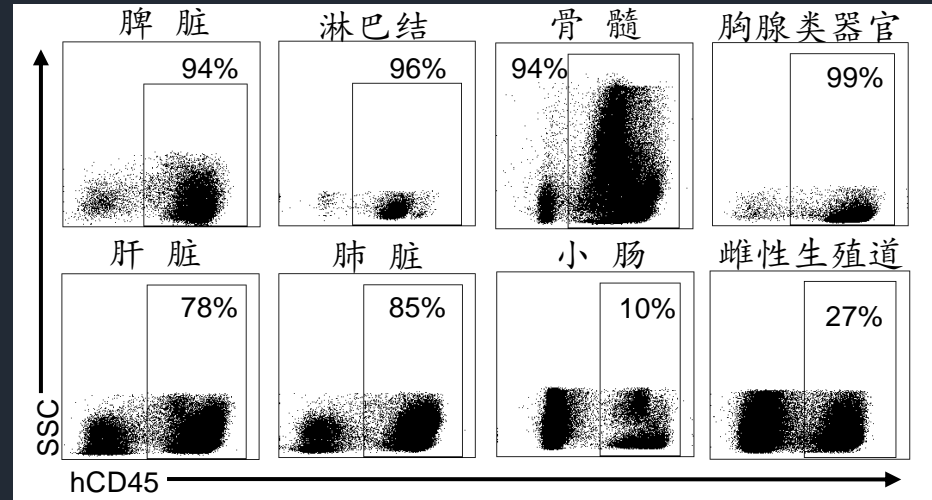 脾 脏 淋巴结 骨 髓 胸腺类器官
94% 96% 94% 99%
肝 脏 肺 脏 小 肠 雌性生殖道
78% 85% 10% 27%
SSC
hCD45